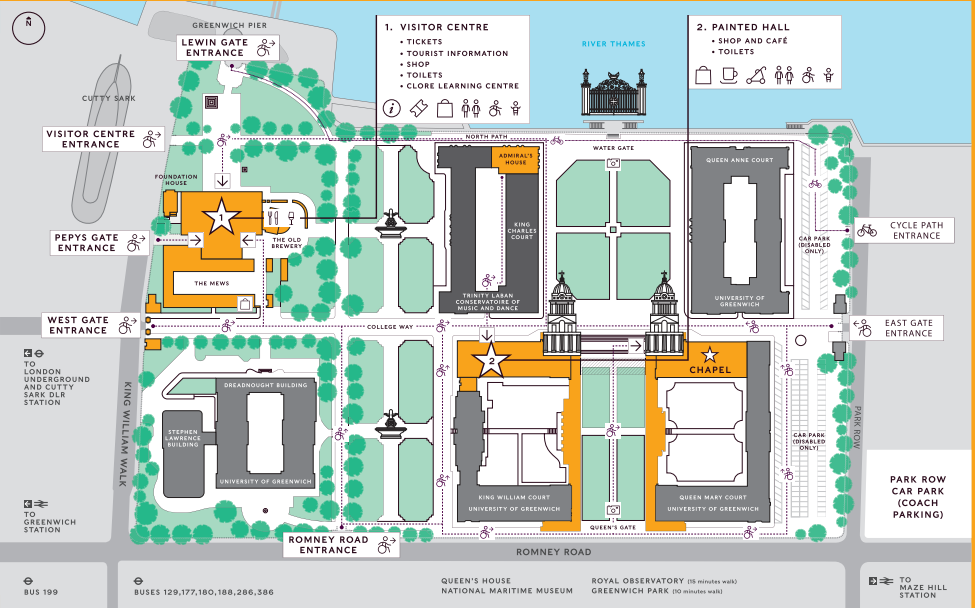 N
GREENWICH PIER
LEWIN GATE
ENTRANCE
CUTTY SARK
VISITOR CENTRE
ENTRANCE
1. VISITOR CENTRE
• TICKETS
• TOURIST INFORMATION
• SHOP
• TOILETS
• CLORE LEARNING CENTRE
RIVER THAMES
2. PAINTED HALL
• SHOP AND CAFÉ
• TOILETS
NORTH PATH
WATER GATE
ADMIRAL'S
HOUSE
QUEEN ANNE COURT
FOUNDATION
HOUSE
1
THE OLD
BREWERY
KING
CHARLES
COURT
PEPYS GATE
ENTRANCE
CYCLE PATH
ENTRANCE
CAR PARK
(DISABLED
ONLY)
THE MEWS
TRINITY LABAN
CONSERVATOIRE OF
MUSIC AND DANCE
UNIVERSITY OF
GREENWICH
WEST GATE
ENTRANCE
COLLEGE WAY
EAST GATE
ENTRANCE
2
CHAPEL
TO
LONDON
UNDERGROUND
AND CUTTY
SARK DLR
STATION
KING WILLIAM WALK
DREADNOUGHT BUILDING
STEPHEN
LAWRENCE
BUILDING
UNIVERSITY OF GREENWICH
PARK ROW
CAR PARK
(DISABLED
ONLY)
KING WILLIAM COURT
UNIVERSITY OF GREENWICH
QUEEN MARY COURT
UNIVERSITY OF GREENWICH
PARK ROW
CAR PARK
(COACH
PARKING)
TO
GREENWICH
STATION
QUEEN'S GATE
ROMNEY ROAD
ENTRANCE
ROMNEY ROAD
BUS 199
BUSES 129,177,180,188,286,386
QUEEN'S HOUSE
NATIONAL MARITIME MUSEUM
ROYAL OBSERVATORY (15 minutes walk)
GREENWICH PARK (10 minutes walk)
TO
MAZE HILL
STATION